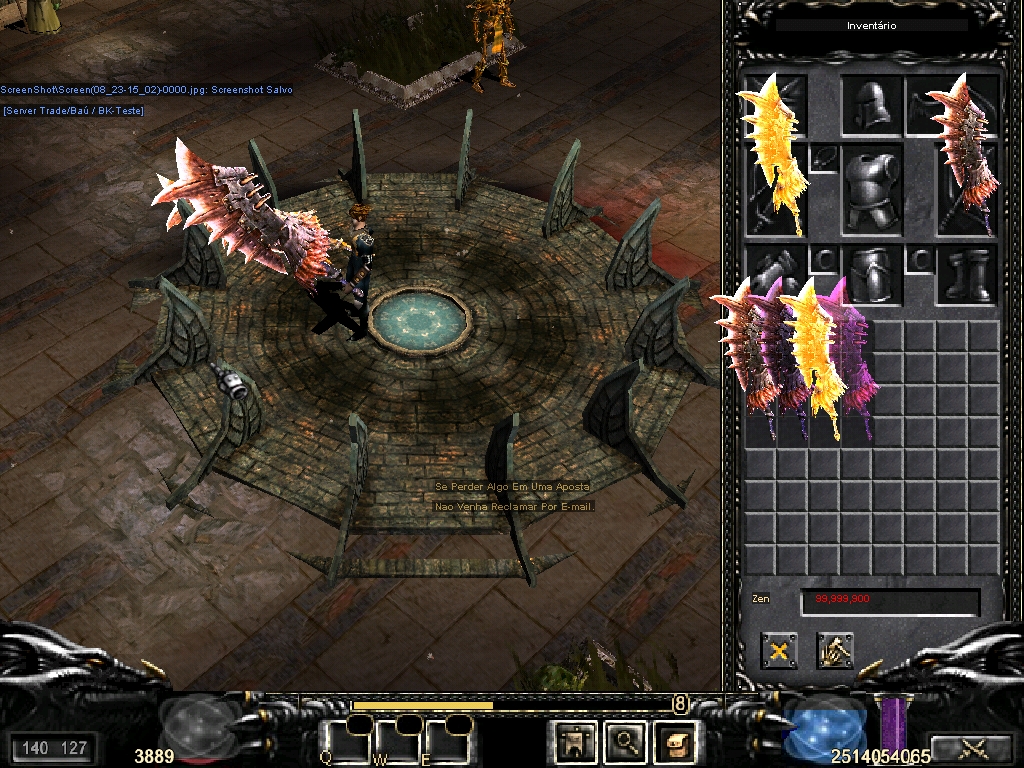 Inventário
ScreenShot\Screen(08_23-15_02)-0000.jpg: Screenshot Salvo
[Server Trade/Baú / BK-Teste]
Se Perder Algo Em Uma Aposta
Nao Venha Reclamar Por E-mail.
Zen 99,999,900
8
140 127
3889
Q W E
2514054065